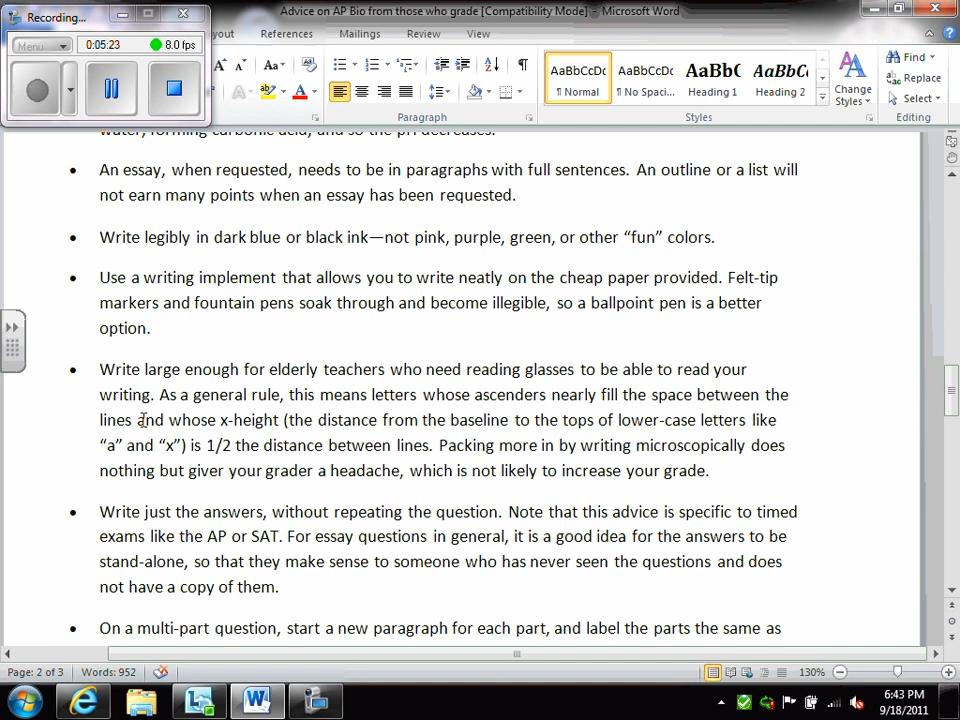 Recording...
Advice on AP Bio from those who grade [Compatibility Mode] - Microsoft Word
Menu
0:05:23
8.0 fps
yout
References
Mailings
Review
View
Aa
AaBbCcDc
AaBbCcDc
AaBbC
AaBbCc
¶ Normal
¶ No Spaci...
Heading 1
Heading 2
Change
Styles
Find
Replace
Select
Paragraph
Styles
Editing
water, forming carbonic acid, and so the pH decreases.
• An essay, when requested, needs to be in paragraphs with full sentences. An outline or a list will
not earn many points when an essay has been requested.
• Write legibly in dark blue or black ink—not pink, purple, green, or other “fun” colors.
• Use a writing implement that allows you to write neatly on the cheap paper provided. Felt-tip
markers and fountain pens soak through and become illegible, so a ballpoint pen is a better
option.
• Write large enough for elderly teachers who need reading glasses to be able to read your
writing. As a general rule, this means letters whose ascenders nearly fill the space between the
lines and whose x-height (the distance from the baseline to the tops of lower-case letters like
“a” and “x”) is 1/2 the distance between lines. Packing more in by writing microscopically does
nothing but giver your grader a headache, which is not likely to increase your grade.
• Write just the answers, without repeating the question. Note that this advice is specific to timed
exams like the AP or SAT. For essay questions in general, it is a good idea for the answers to be
stand-alone, so that they make sense to someone who has never seen the questions and does
not have a copy of them.
• On a multi-part question, start a new paragraph for each part, and label the parts the same as
Page: 2 of 3
Words: 952
130%
6:43 PM
9/18/2011